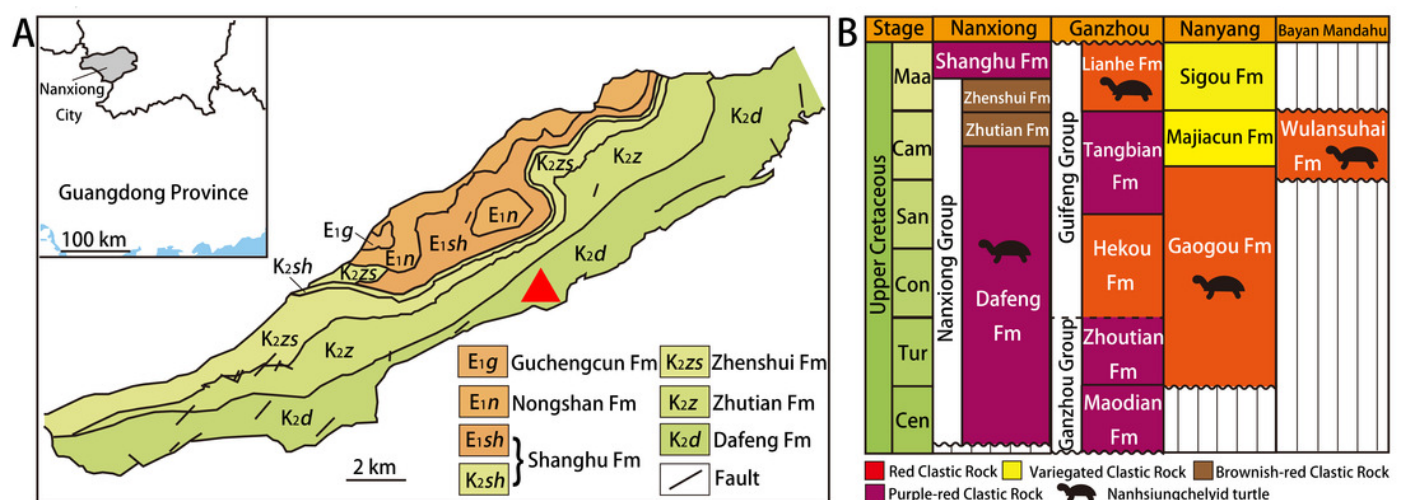 A
Nanxiong
City
Guangdong Province
100 km
K2d
K2zs
K2z
E1n
E1g
E1sh
E1n
K2sh
K2zs
K2d
K2zs
K2z
K2d
2 km
E1g Guchengcun Fm
E1n Nongshan Fm
E1sh
K2sh
} Shanghu Fm
K2zs Zhenshui Fm
K2z Zhutian Fm
K2d Dafeng Fm
Fault
B
Stage Nanxiong Ganzhou Nanyang Bayan Mandahu
Upper Cretaceous
Maa
Cam
San
Con
Tur
Cen
Shanghu Fm
Nanxiong Group
Zhenshui Fm
Zhutian Fm
Dafeng
Fm
Guifeng Group
Ganzhou Group
Lianhe Fm
Tangbian
Fm
Hekou
Fm
Zhoutian
Fm
Maodian
Fm
Sigou Fm
Majiacun Fm
Gaogou Fm
Wulansuhai
Fm
Red Clastic Rock Variegated Clastic Rock Brownish-red Clastic Rock
Purple-red Clastic Rock Nanhsiungchelyid turtle